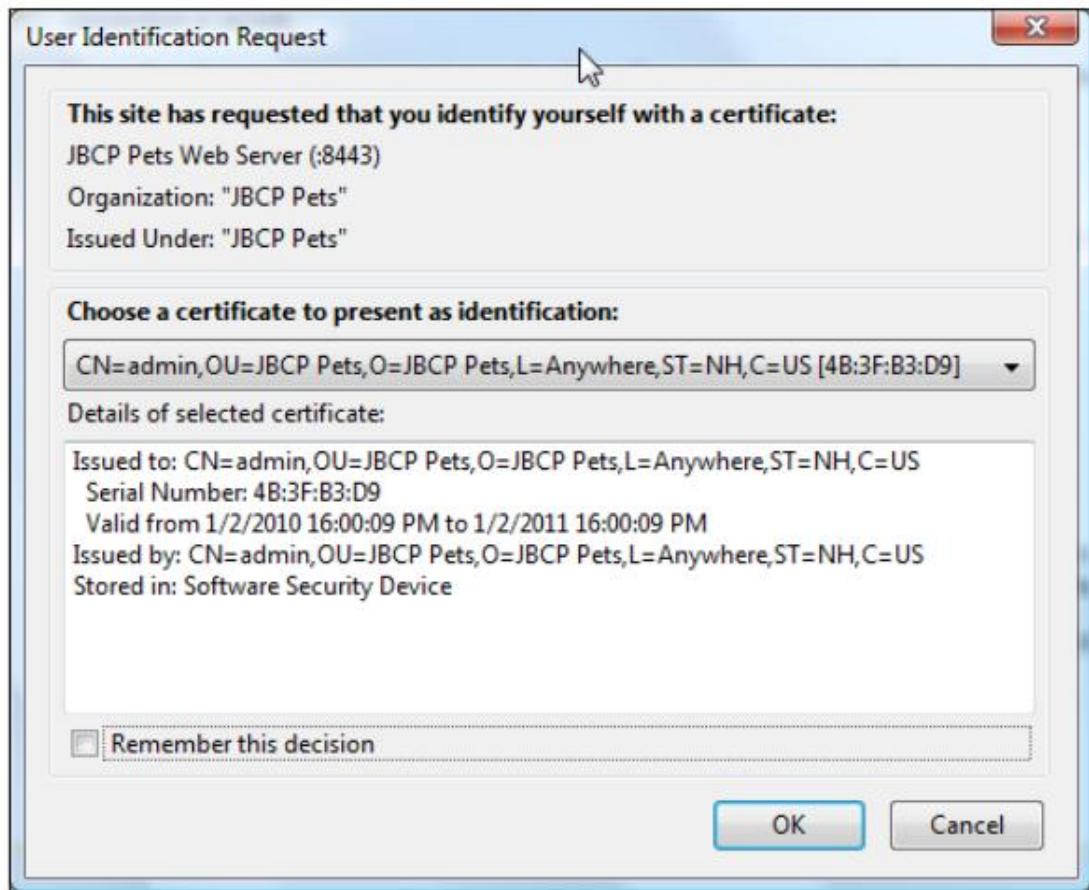 User Identification Request
This site has requested that you identify yourself with a certificate:
JBCP Pets Web Server (:8443)
Organization: "JBCP Pets"
Issued Under: "JBCP Pets"
Choose a certificate to present as identification:
CN=admin,OU=JBCP Pets,O=JBCP Pets,L=Anywhere,ST=NH,C=US [4B:3F:B3:D9]
Details of selected certificate:
Issued to: CN=admin,OU=JBCP Pets,O=JBCP Pets,L=Anywhere,ST=NH,C=US
Serial Number: 4B:3F:B3:D9
Valid from 1/2/2010 16:00:09 PM to 1/2/2011 16:00:09 PM
Issued by: CN=admin,OU=JBCP Pets,O=JBCP Pets,L=Anywhere,ST=NH,C=US
Stored in: Software Security Device
Remember this decision
OK Cancel